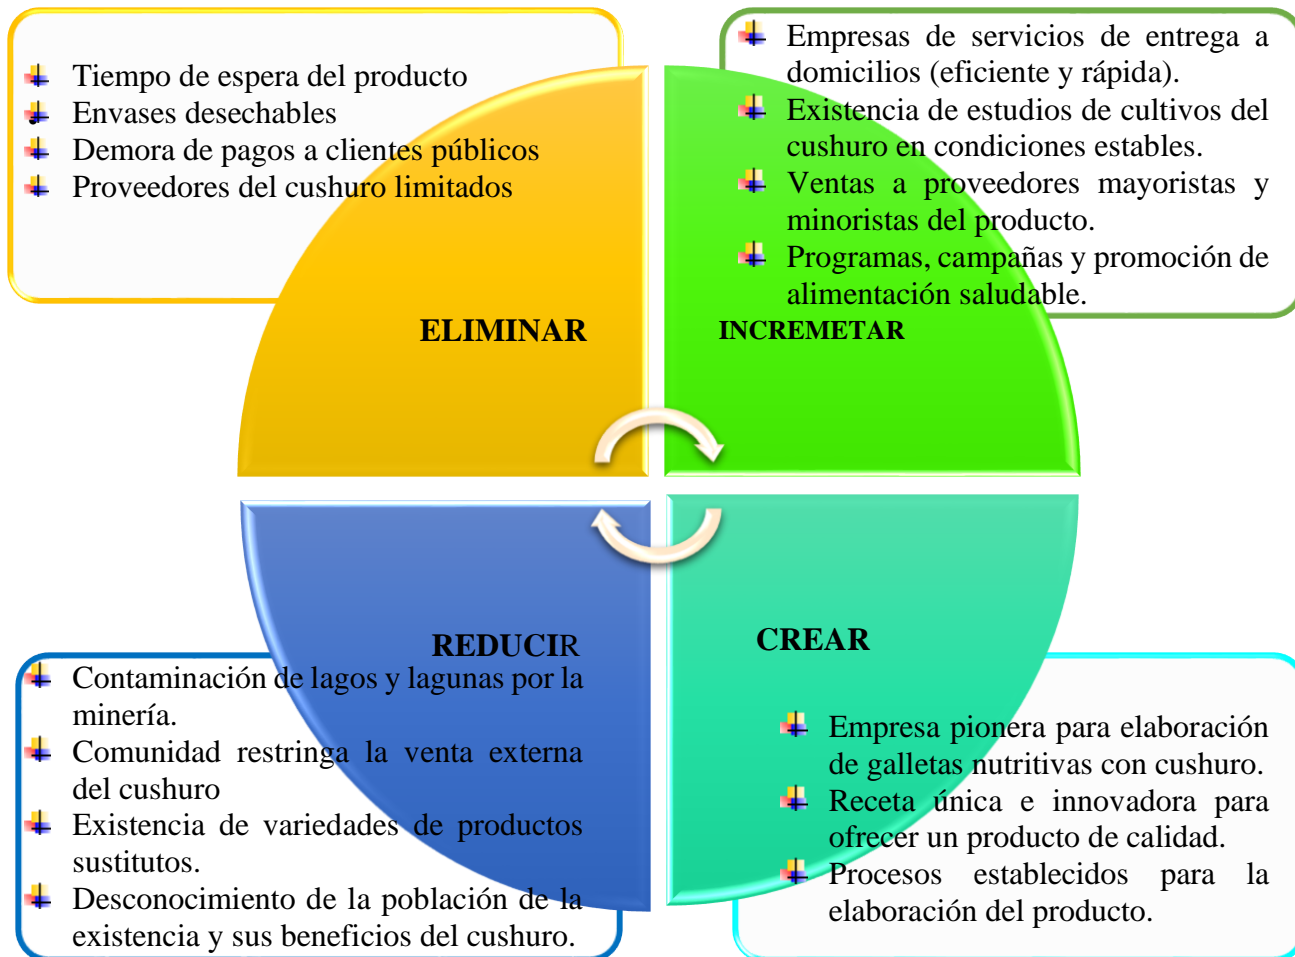 Tiempo de espera del producto
Envases desechables
Demora de pagos a clientes públicos
Proveedores del cushuro limitados
ELIMINAR
Empresas de servicios de entrega a
domicilios (eficiente y rápida).
Existencia de estudios de cultivos del
cushuro en condiciones estables.
Ventas a proveedores mayoristas y
minoristas del producto.
Programas, campañas y promoción de
alimentación saludable.
INCREMETAR
REDUCIR
Contaminación de lagos y lagunas por la
minería.
Comunidad restringa la venta externa
del cushuro
Existencia de variedades de productos
sustitutos.
Desconocimiento de la población de la
existencia y sus beneficios del cushuro.
CREAR
Empresa pionera para elaboración
de galletas nutritivas con cushuro.
Receta única e innovadora para
ofrecer un producto de calidad.
Procesos establecidos para la
elaboración del producto.